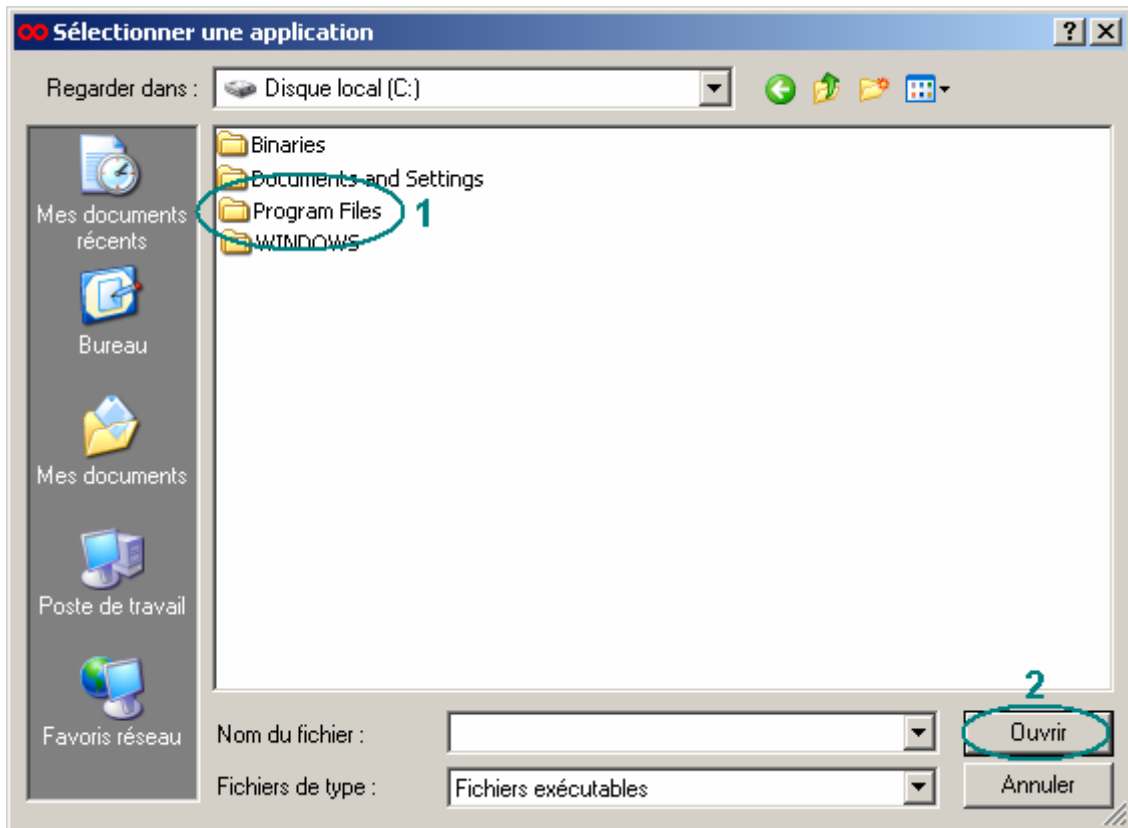 Sélectionner une application
Regarder dans :
Disque local (C:)
Mes documents
récents
Bureau
Mes documents
Poste de travail
Favoris réseau
Binaries
Documents and Settings
Program Files 1
WINDOWS
2
Nom du fichier :
Ouvrir
Fichiers de type :
Fichiers exécutables
Annuler